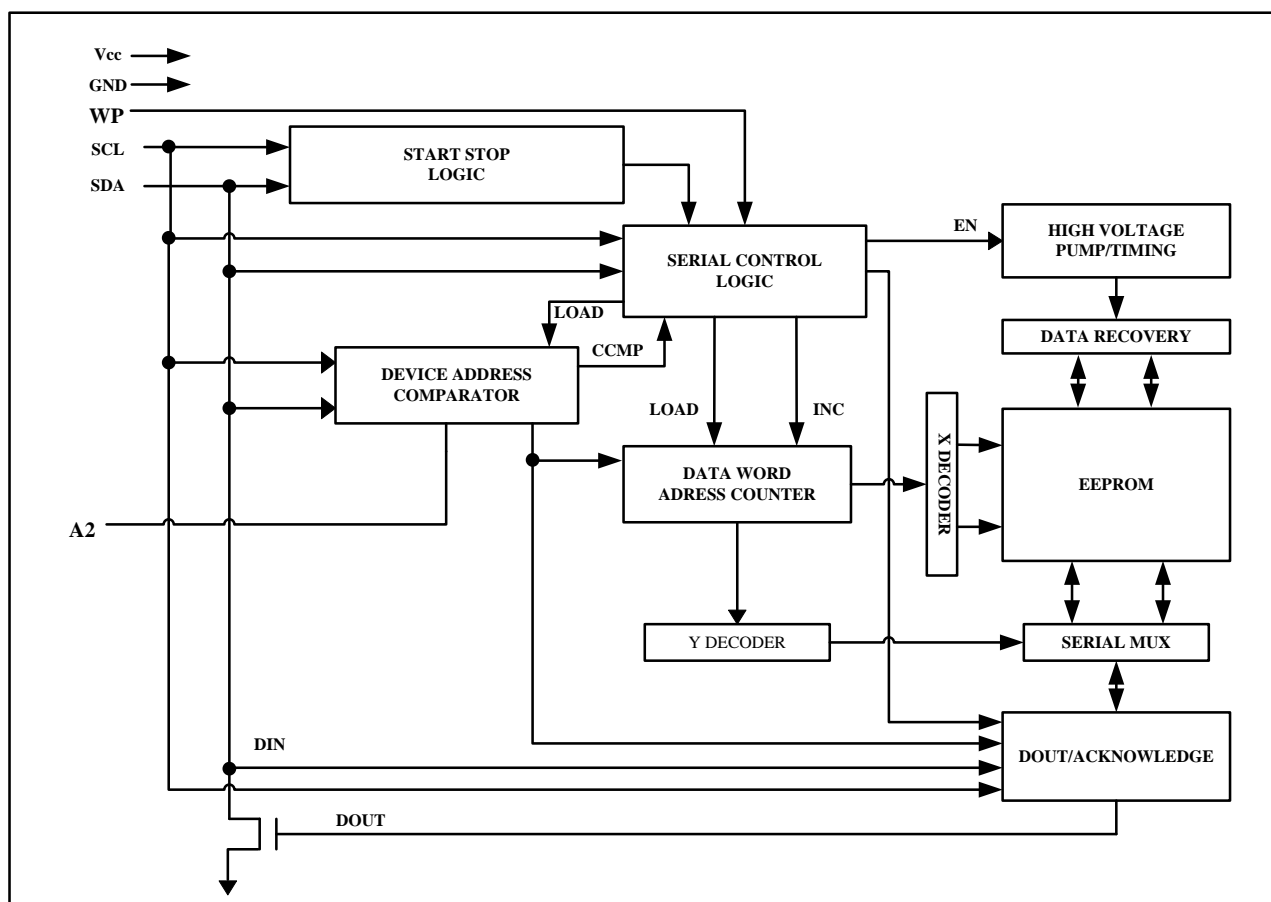 Vcc
GND
WP
SCL
SDA
START STOP
LOGIC
SERIAL CONTROL
LOGIC
EN
HIGH VOLTAGE
PUMP/TIMING
LOAD
CCMP
DATA RECOVERY
DEVICE ADDRESS
COMPARATOR
LOAD
INC
X DECODER
EEPROM
DATA WORD
ADRESS COUNTER
A2
Y DECODER
SERIAL MUX
DIN
DOUT/ACKNOWLEDGE
DOUT